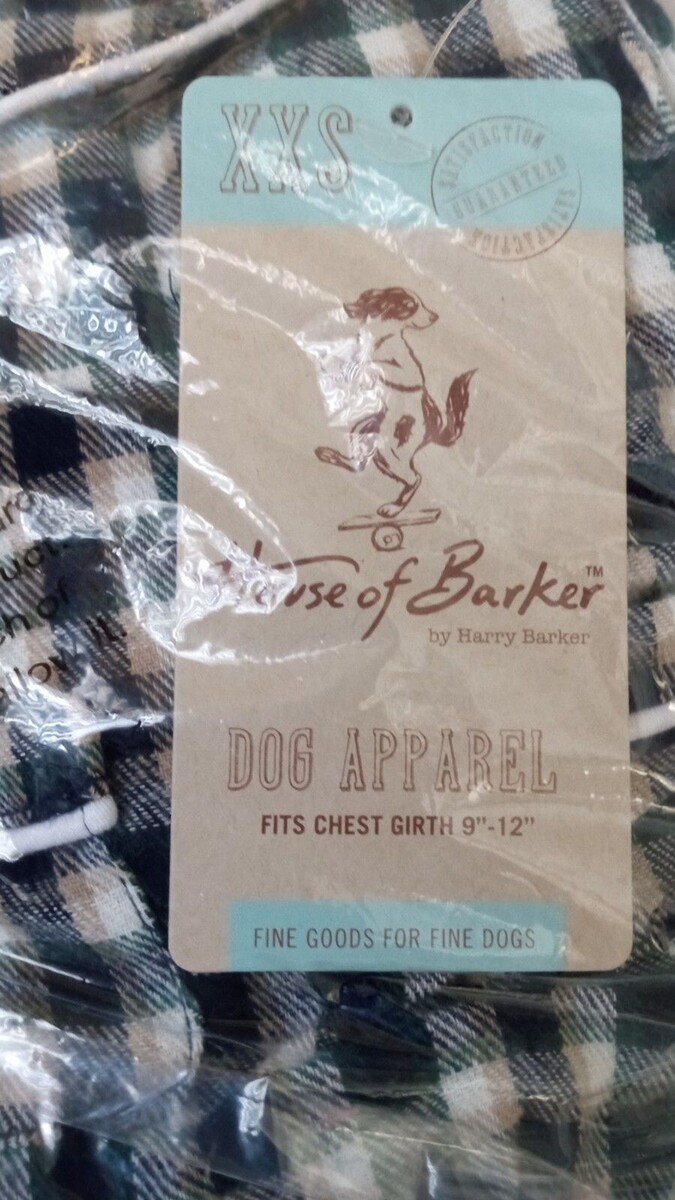 XXS
SATISFACTION
GUARANTEED
SATISFACTION
House of Barker™
by Harry Barker
DOG APPAREL
FITS CHEST GIRTH 9”-12”
FINE GOODS FOR FINE DOGS
it.